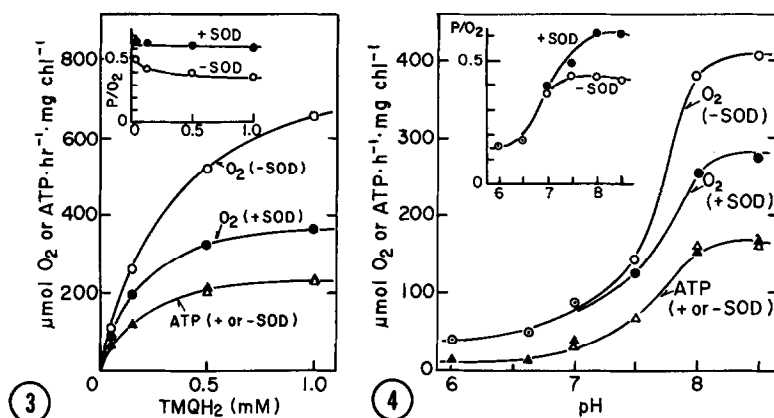 μmol O₂ or ATP·hr⁻¹·mg chl⁻¹
800
600
400
200
0
P/O₂
0.5
0
+SOD
-SOD
0
0.5
1.0
O₂ (-SOD)
O₂ (+SOD)
ATP (+ or -SOD)
0
0.5
1.0
TMQH₂ (mM)
3
μmol O₂ or ATP·h⁻¹·mg chl⁻¹
400
300
200
100
0
P/O₂
0.5
0
+SOD
-SOD
6
7
8
O₂
(-SOD)
O₂
(+SOD)
ATP
(+ or -SOD)
6
7
8
pH
4